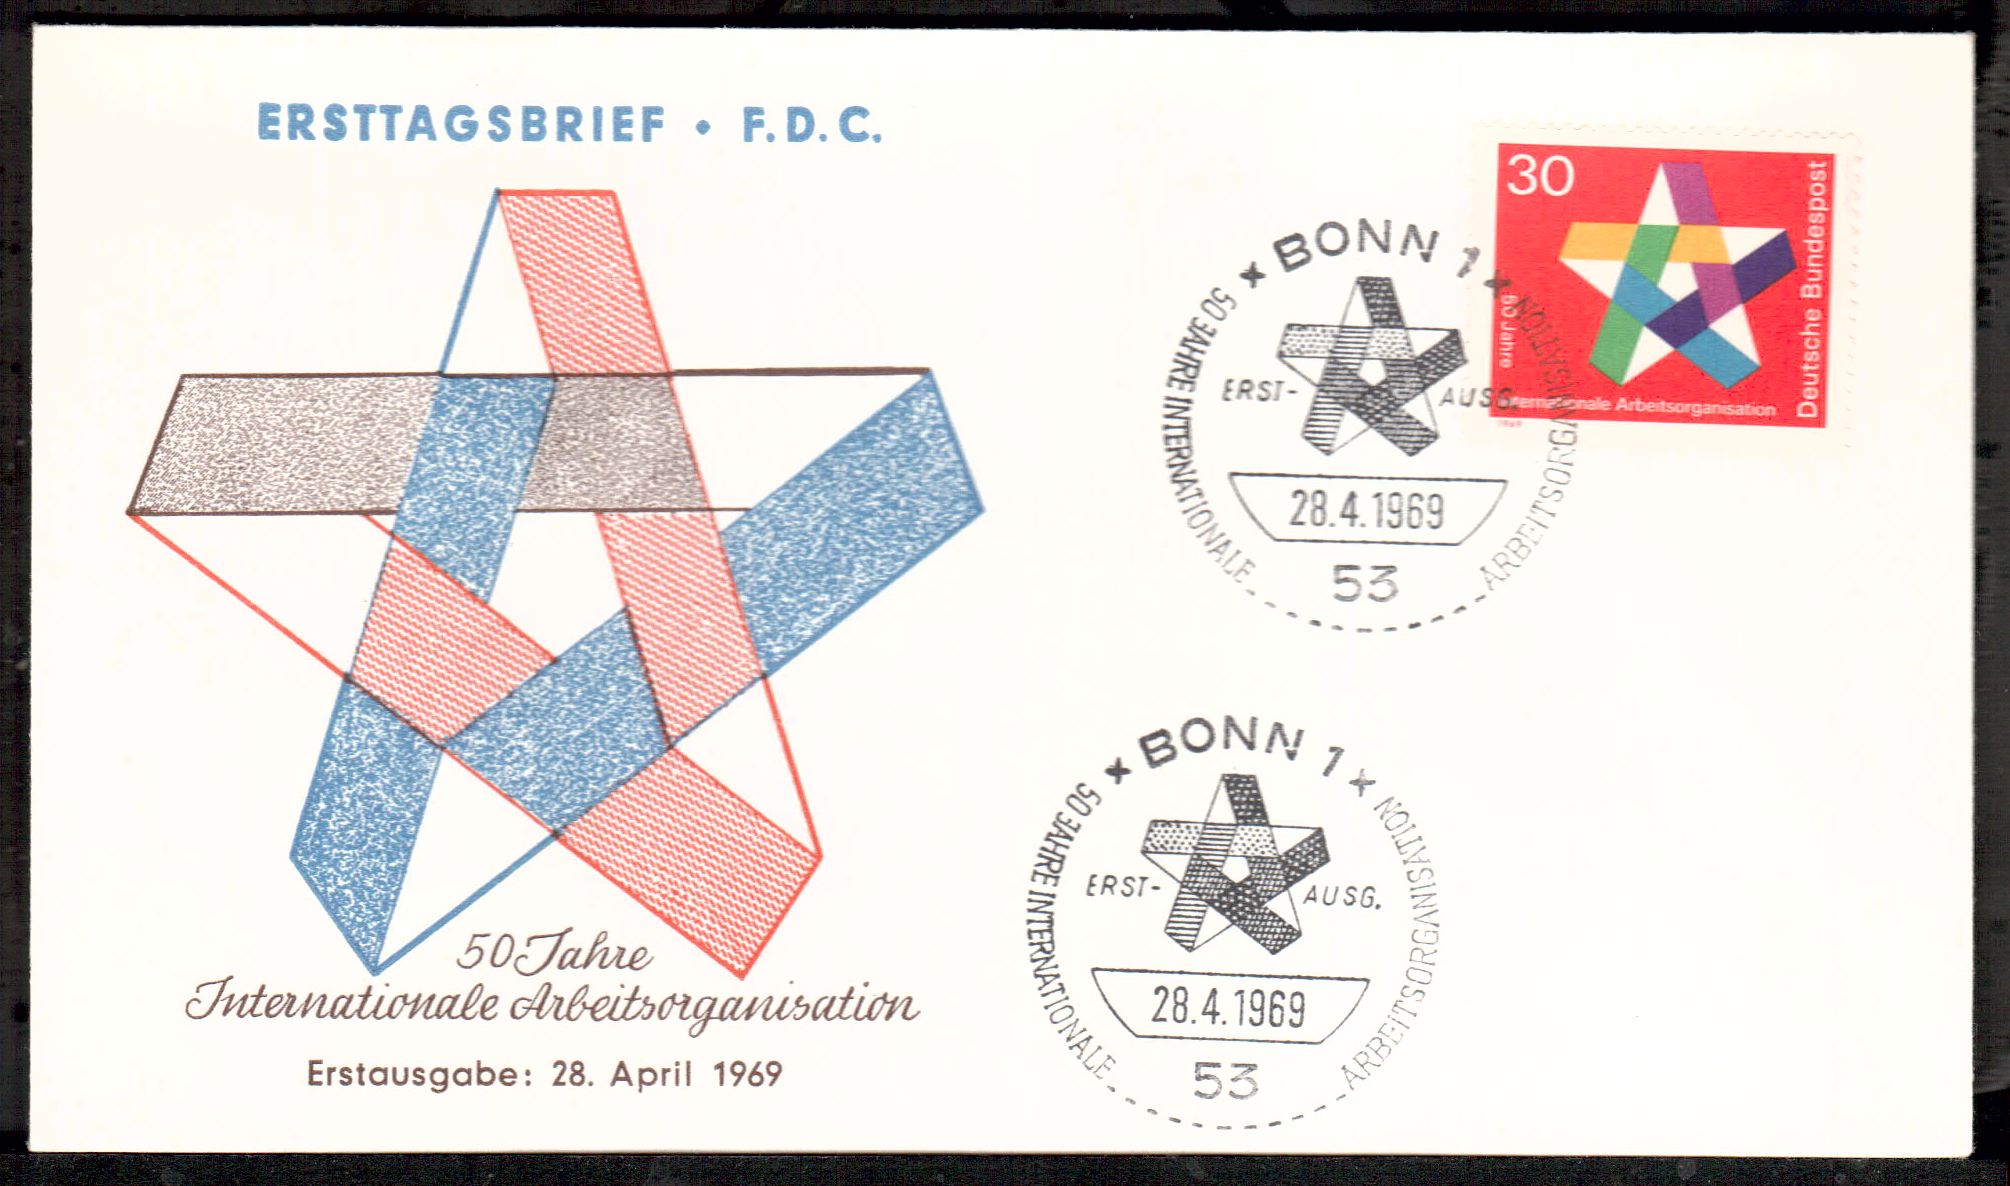 ERSTTAGSBRIEF • F.D.C.
50 Jahre
Internationale Arbeitsorganisation
Erstausgabe: 28. April 1969
30
Deutsche Bundespost
50 Jahre
Internationale Arbeitsorganisation
1969
* BONN 1 *
50 JAHRE INTERNATIONALE
ARBEITSORGANISATION
ERST-
AUSG.
28.4.1969
53
* BONN 1 *
50 JAHRE INTERNATIONALE
ARBEITSORGANISATION
ERST-
AUSG.
28.4.1969
53